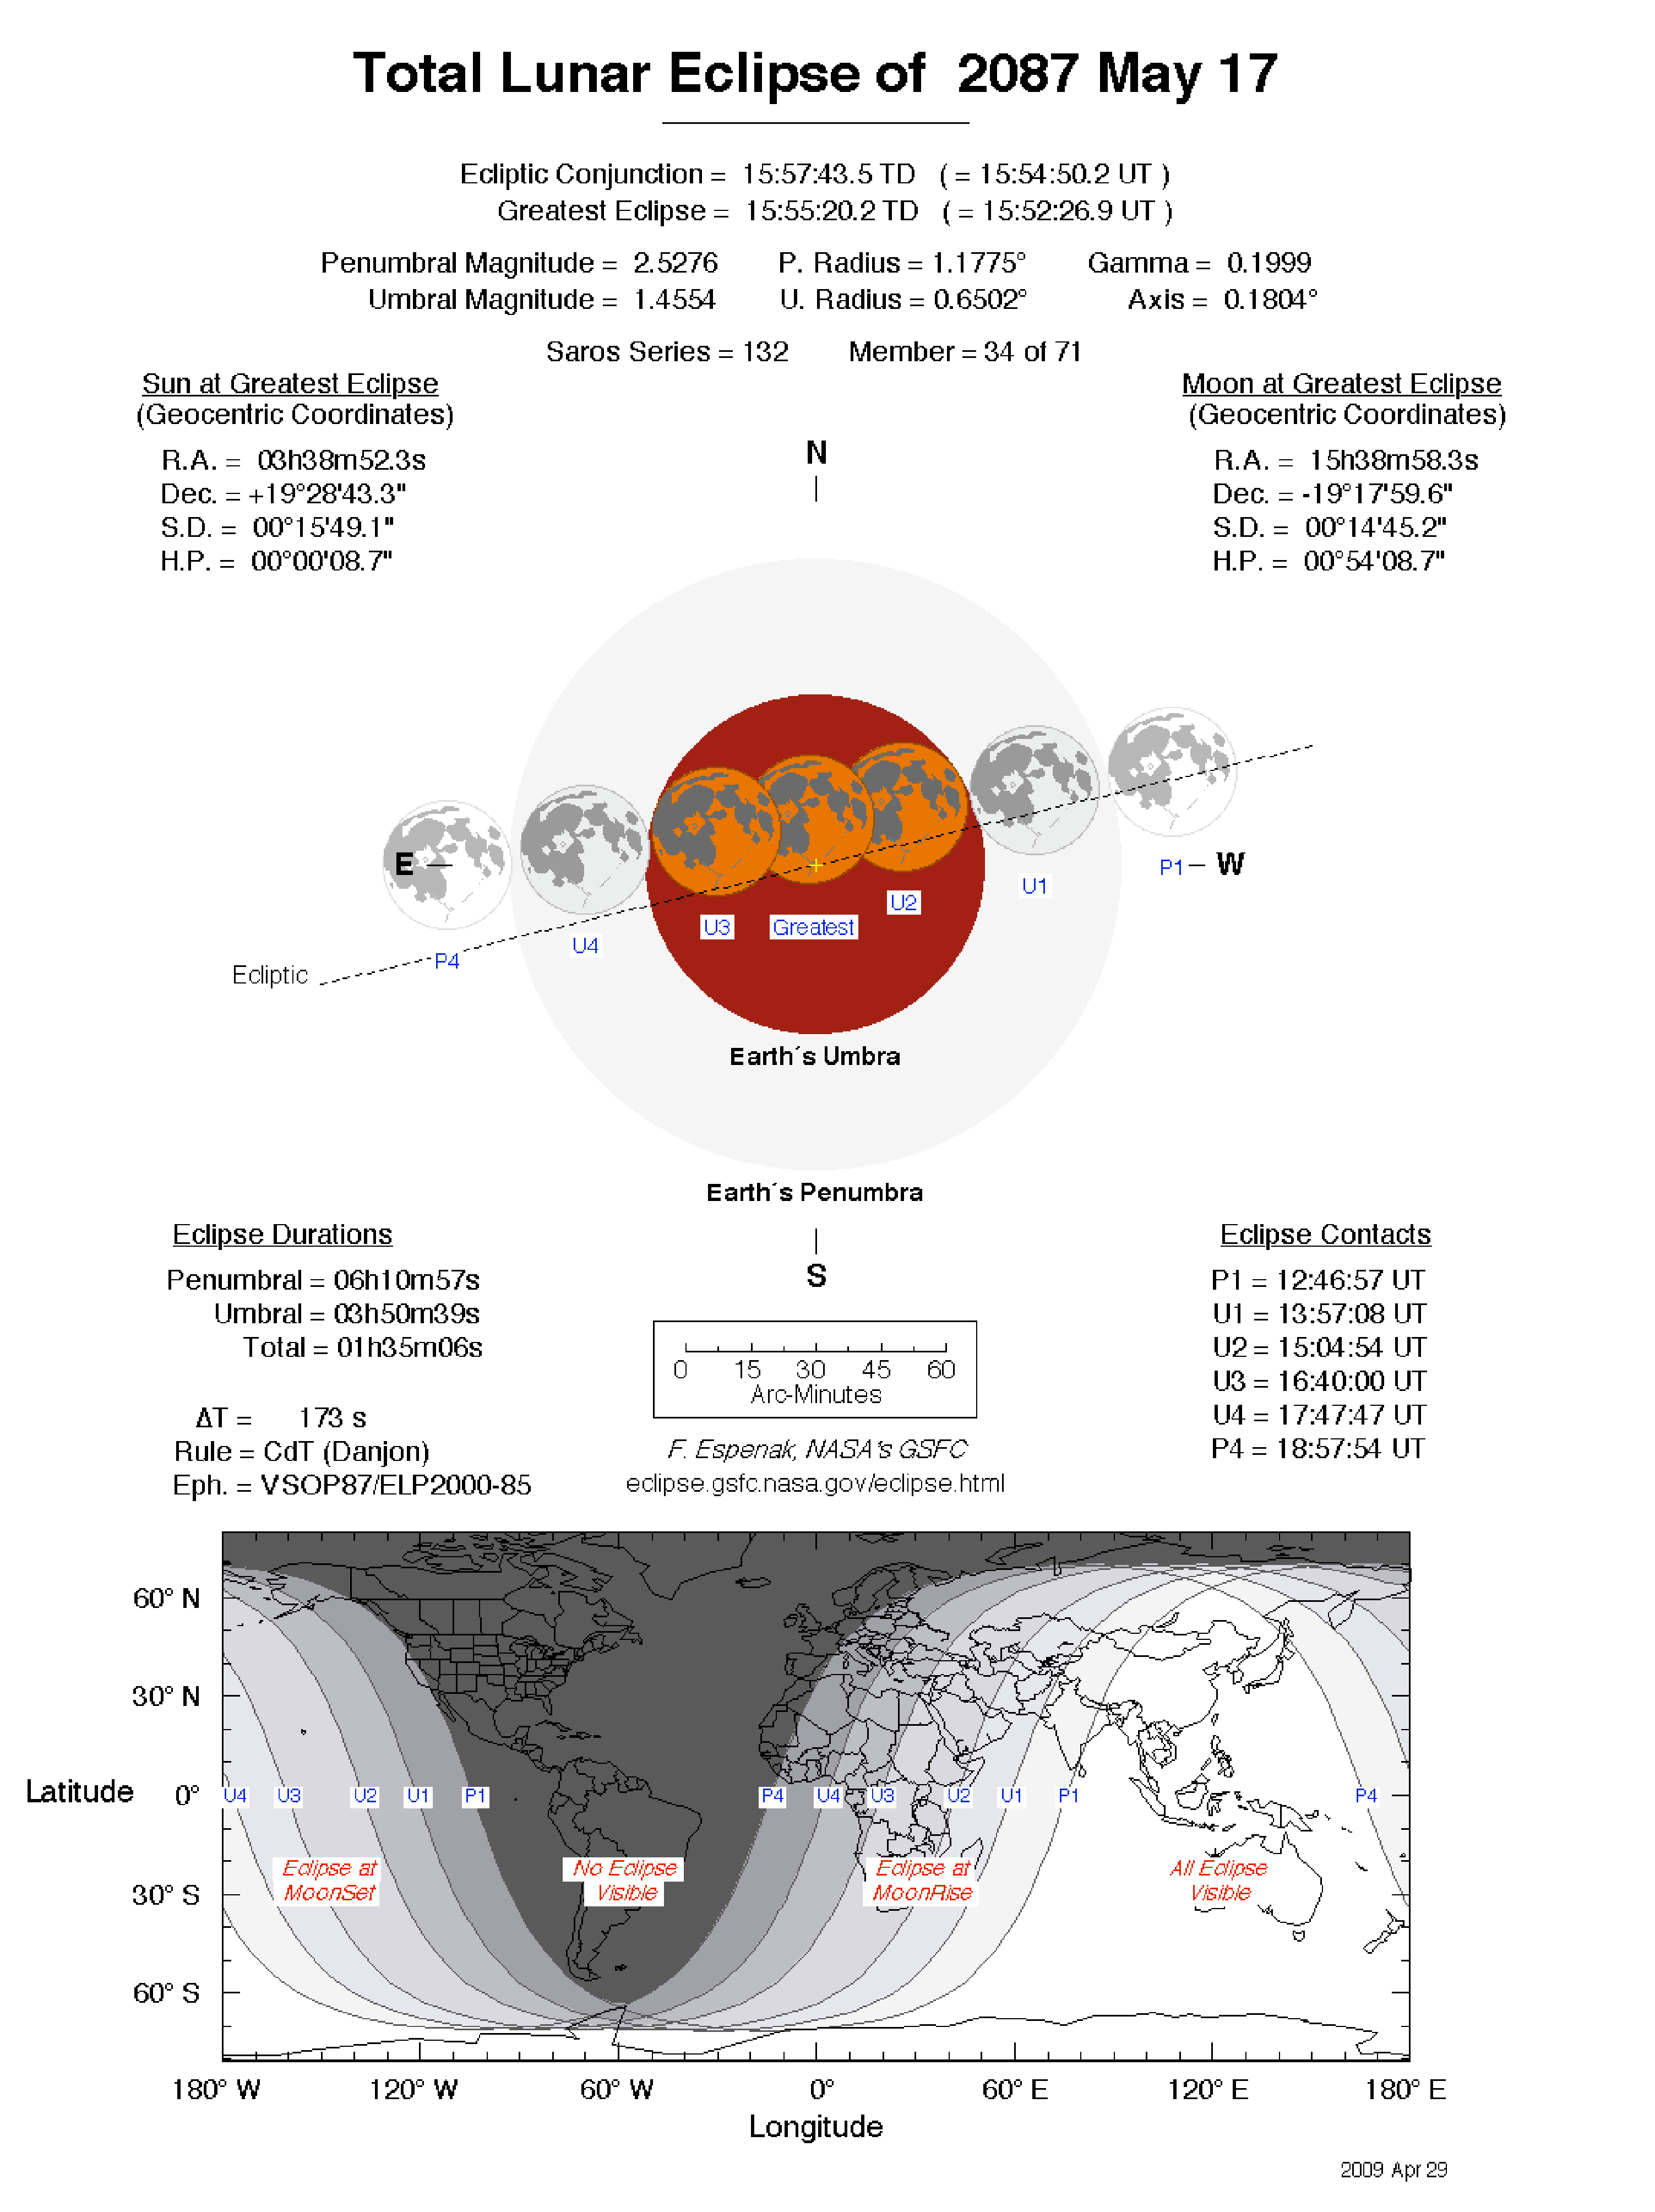 Total Lunar Eclipse of 2087 May 17
Ecliptic Conjunction = 15:57:43.5 TD ( = 15:54:50.2 UT )
Greatest Eclipse = 15:55:20.2 TD ( = 15:52:26.9 UT )
Penumbral Magnitude = 2.5276 P. Radius = 1.1775° Gamma = 0.1999
Umbral Magnitude = 1.4554 U. Radius = 0.6502° Axis = 0.1804°
Saros Series = 132 Member = 34 of 71
Sun at Greatest Eclipse
(Geocentric Coordinates)
R.A. = 03h38m52.3s
Dec. = +19°28'43.3"
S.D. = 00°15'49.1"
H.P. = 00°00'08.7"
Moon at Greatest Eclipse
(Geocentric Coordinates)
R.A. = 15h38m58.3s
Dec. = -19°17'59.6"
S.D. = 00°14'45.2"
H.P. = 00°54'08.7"
N
E
P1
W
U1
U2
U3
Greatest
U4
P4
Ecliptic
Earth´s Umbra
Earth´s Penumbra
S
Eclipse Durations
Penumbral = 06h10m57s
Umbral = 03h50m39s
Total = 01h35m06s
ΔT = 173 s
Rule = CdT (Danjon)
Eph. = VSOP87/ELP2000-85
0 15 30 45 60
Arc-Minutes
F. Espenak, NASA's GSFC
eclipse.gsfc.nasa.gov/eclipse.html
Eclipse Contacts
P1 = 12:46:57 UT
U1 = 13:57:08 UT
U2 = 15:04:54 UT
U3 = 16:40:00 UT
U4 = 17:47:47 UT
P4 = 18:57:54 UT
60° N
30° N
Latitude 0°
U4 U3 U2 U1 P1 P4 U4 U3 U2 U1 P1 P4
Eclipse at
MoonSet
No Eclipse
Visible
Eclipse at
MoonRise
All Eclipse
Visible
30° S
60° S
180° W 120° W 60° W 0° 60° E 120° E 180° E
Longitude
2009 Apr 29